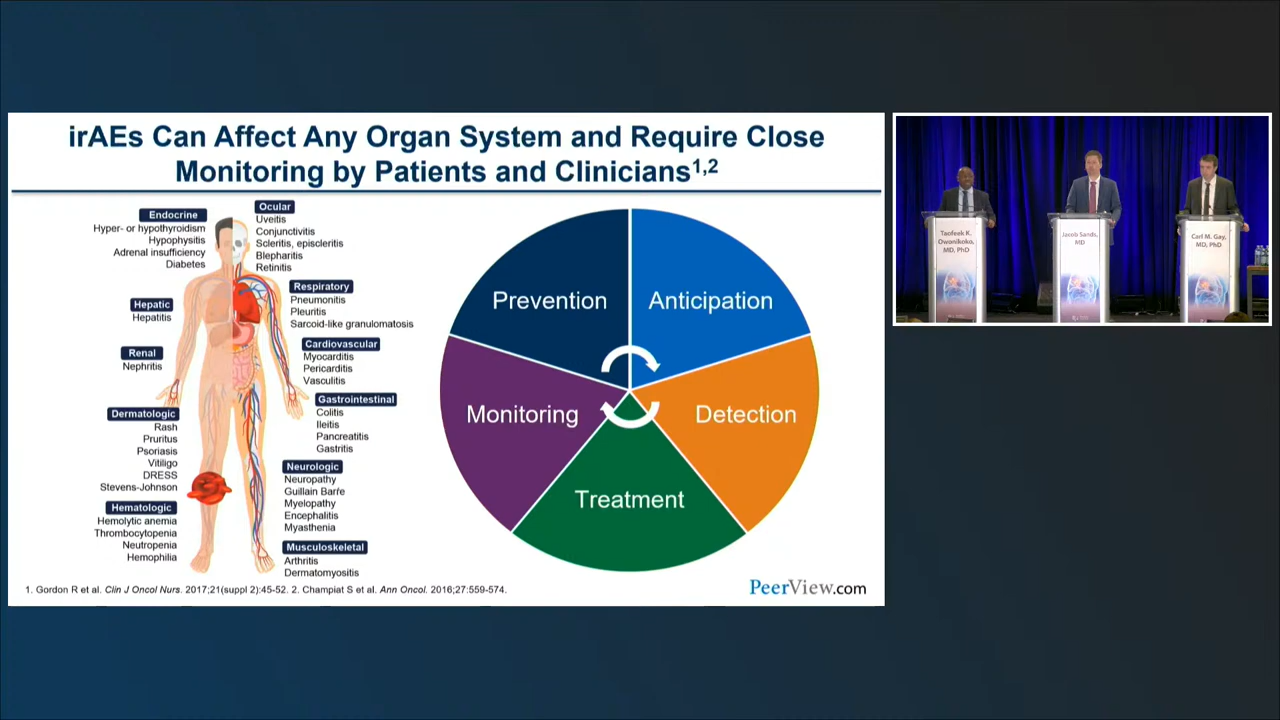 irAEs Can Affect Any Organ System and Require Close
Monitoring by Patients and Clinicians1,2
Endocrine
Hyper- or hypothyroidism
Hypophysitis
Adrenal insufficiency
Diabetes
Hepatic
Hepatitis
Renal
Nephritis
Dermatologic
Rash
Pruritus
Psoriasis
Vitiligo
DRESS
Stevens-Johnson
Hematologic
Hemolytic anemia
Thrombocytopenia
Neutropenia
Hemophilia
Ocular
Uveitis
Conjunctivitis
Scleritis, episcleritis
Blepharitis
Retinitis
Respiratory
Pneumonitis
Pleuritis
Sarcoid-like granulomatosis
Cardiovascular
Myocarditis
Pericarditis
Vasculitis
Gastrointestinal
Colitis
Ileitis
Pancreatitis
Gastritis
Neurologic
Neuropathy
Guillain Barŕe
Myelopathy
Encephalitis
Myasthenia
Musculoskeletal
Arthritis
Dermatomyositis
Prevention
Anticipation
Monitoring
Detection
Treatment
1. Gordon R et al. Clin J Oncol Nurs. 2017;21(suppl 2):45-52. 2. Champiat S et al. Ann Oncol. 2016;27:559-574.
PeerView.com
Taofeek K.
Owonikoko,
MD, PhD
Jacob Sands,
MD
Carl M. Gay,
MD, PhD